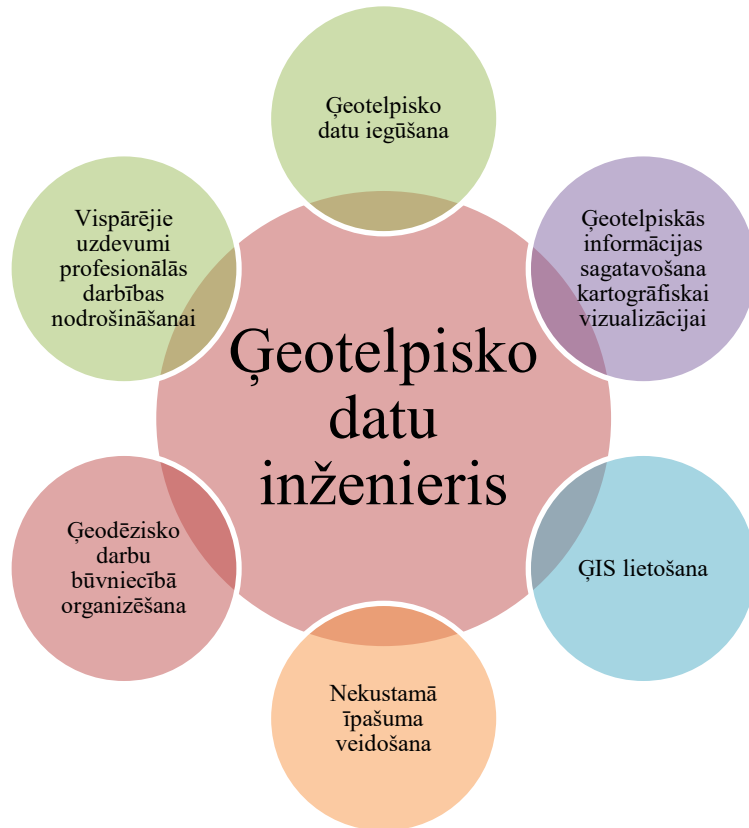 Ģeotelpisko
datu iegūšana
Vispārējie
uzdevumi
profesionālās
darbības
nodrošināšanai
Ģeotelpiskās
informācijas
sagatavošana
kartogrāfiskai
vizualizācijai
Ģeotelpisko
datu
inženieris
Ģeodēzisko
darbu
būvniecībā
organizēšana
ĢIS lietošana
Nekustamā
īpašuma
veidošana